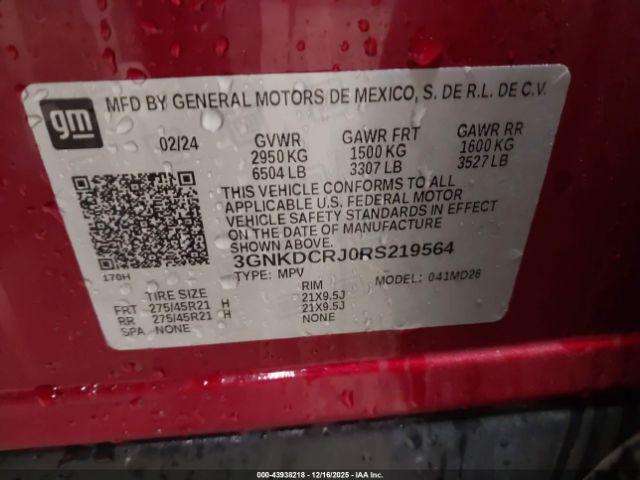 gm
MFD BY GENERAL MOTORS DE MEXICO, S. DE R.L. DE C.V.
02/24 GVWR GAWR FRT GAWR RR
2950 KG 1500 KG 1600 KG
6504 LB 3307 LB 3527 LB
THIS VEHICLE CONFORMS TO ALL
APPLICABLE U.S. FEDERAL MOTOR
VEHICLE SAFETY STANDARDS IN EFFECT
ON THE DATE OF MANUFACTURE
SHOWN ABOVE.
3GNKDCRJ0RS219564
170H TYPE: MPV MODEL: 041MD26
TIRE SIZE RIM
FRT 275/45R21 H 21X9.5J
RR 275/45R21 H 21X9.5J
SPA NONE NONE
000-43938218 - 12/16/2025 - IAA Inc.